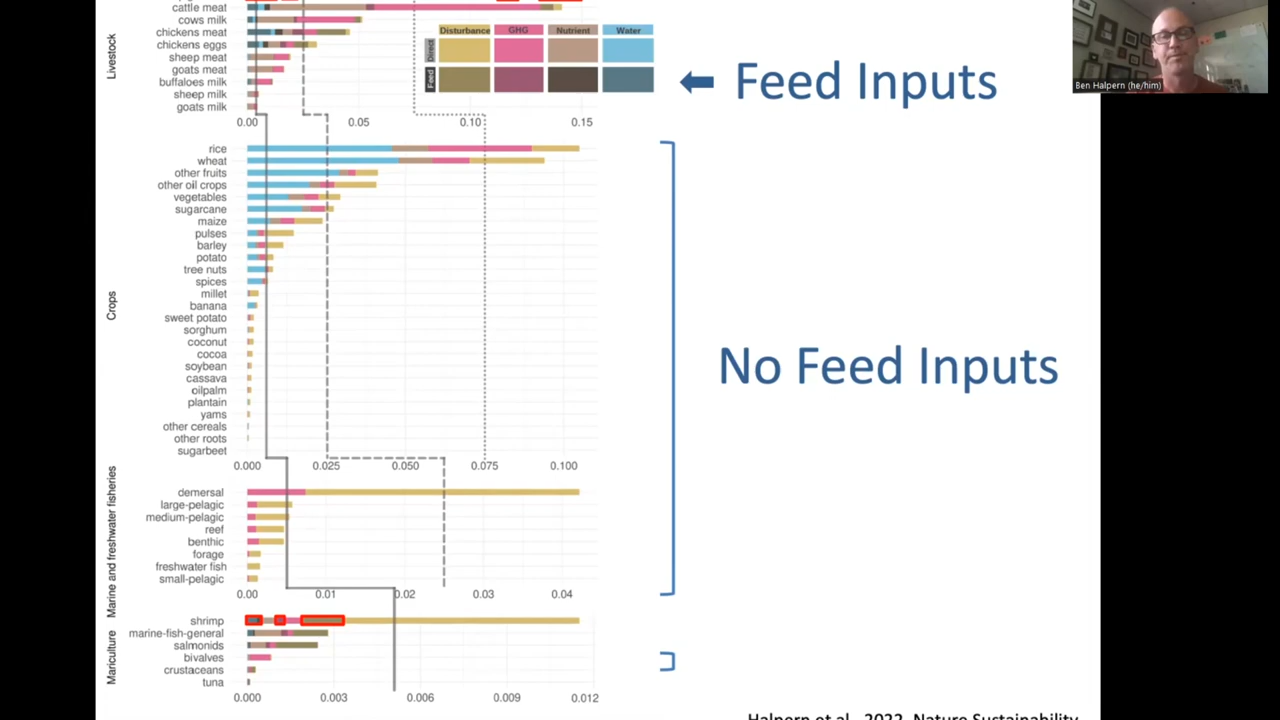 cattle meat
cows milk
chickens meat
chickens eggs
sheep meat
goats meat
buffaloes milk
sheep milk
goats milk
Livestock
0.00 0.05 0.10 0.15
Disturbance GHG Nutrient Water
Direct
Feed
Feed Inputs
Ben Halpern (he/him)
rice
wheat
other fruits
other oil crops
vegetables
sugarcane
maize
pulses
barley
potato
tree nuts
spices
millet
banana
sweet potato
sorghum
coconut
cocoa
soybean
cassava
oilpalm
plantain
yams
other cereals
other roots
sugarbeet
Crops
0.000 0.025 0.050 0.075 0.100
No Feed Inputs
demersal
large-pelagic
medium-pelagic
reef
benthic
forage
freshwater fish
small-pelagic
Marine and freshwater fisheries
0.00 0.01 0.02 0.03 0.04
shrimp
marine-fish-general
salmonids
bivalves
crustaceans
tuna
Mariculture
0.000 0.003 0.006 0.009 0.012
Halpern et al. 2022 Nature Sustainability